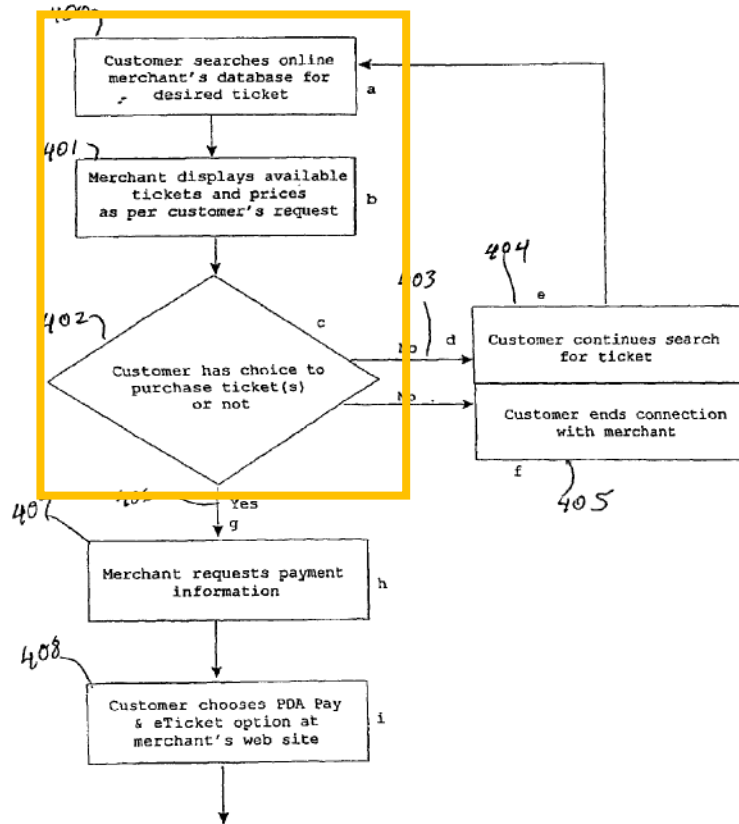 Customer searches online
merchant's database for
desired ticket
a
401
Merchant displays available
tickets and prices
as per customer's request
b
402
c
Customer has choice to
purchase ticket(s)
or not
403
No
d
404
e
Customer continues search
for ticket
No
Customer ends connection
with merchant
f
405
Yes
g
Merchant requests payment
information
h
408
Customer chooses PDA Pay
& eTicket option at
merchant's web site
i